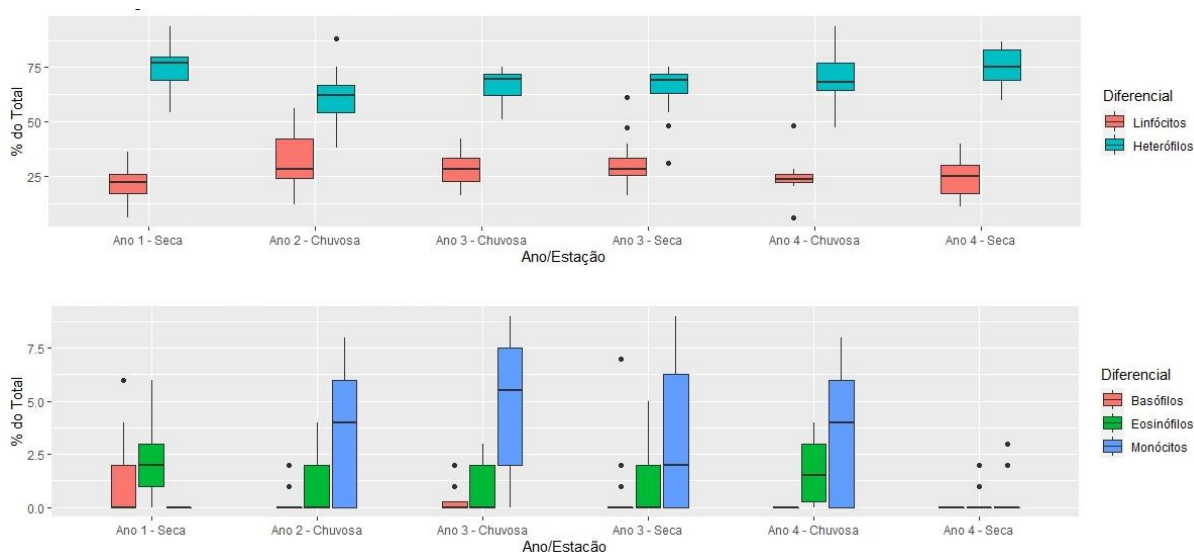 % do Total
75
50
25
Ano 1 - Seca
Ano 2 - Chuvosa
Ano 3 - Chuvosa
Ano 3 - Seca
Ano 4 - Chuvosa
Ano 4 - Seca
Ano/Estação
Diferencial
Linfócitos
Heterófilos
% do Total
7.5
5.0
2.5
0.0
Ano 1 - Seca
Ano 2 - Chuvosa
Ano 3 - Chuvosa
Ano 3 - Seca
Ano 4 - Chuvosa
Ano 4 - Seca
Ano/Estação
Diferencial
Basófilos
Eosinófilos
Monócitos